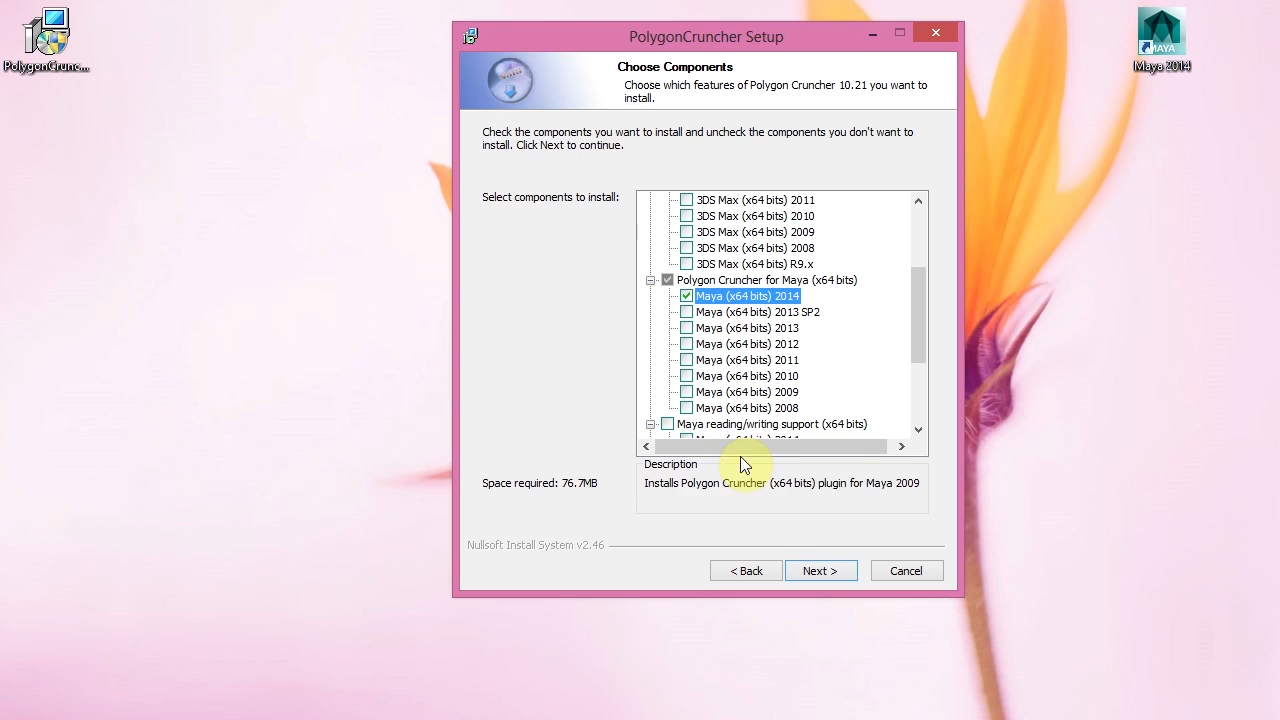 PolygonCrunc...
MAYA
Maya 2014
PolygonCruncher Setup
Choose Components
Choose which features of Polygon Cruncher 10.21 you want to
install.
Check the components you want to install and uncheck the components you don't want to
install. Click Next to continue.
Select components to install:
3DS Max (x64 bits) 2011
3DS Max (x64 bits) 2010
3DS Max (x64 bits) 2009
3DS Max (x64 bits) 2008
3DS Max (x64 bits) R9.x
Polygon Cruncher for Maya (x64 bits)
Maya (x64 bits) 2014
Maya (x64 bits) 2013 SP2
Maya (x64 bits) 2013
Maya (x64 bits) 2012
Maya (x64 bits) 2011
Maya (x64 bits) 2010
Maya (x64 bits) 2009
Maya (x64 bits) 2008
Maya reading/writing support (x64 bits)
Description
Space required: 76.7MB
Installs Polygon Cruncher (x64 bits) plugin for Maya 2009
Nullsoft Install System v2.46
< Back
Next >
Cancel